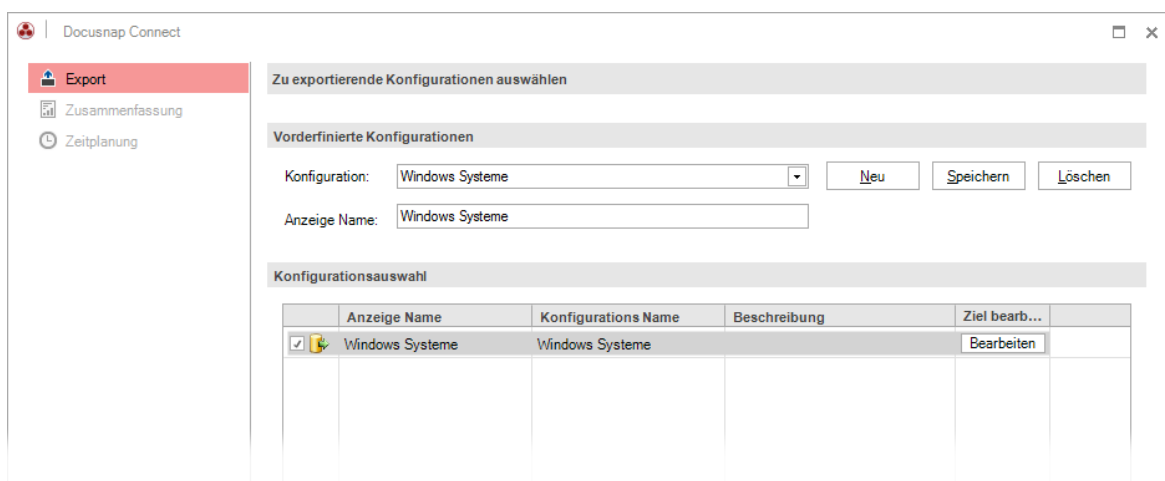 Docusnap Connect
Export
Zusammenfassung
Zeitplanung
Zu exportierende Konfigurationen auswählen
Vordefinierte Konfigurationen
Konfiguration: Windows Systeme Neu Speichern Löschen
Anzeige Name: Windows Systeme
Konfigurationsauswahl
Anzeige Name Konfigurations Name Beschreibung Ziel bearb...
Windows Systeme Windows Systeme Bearbeiten